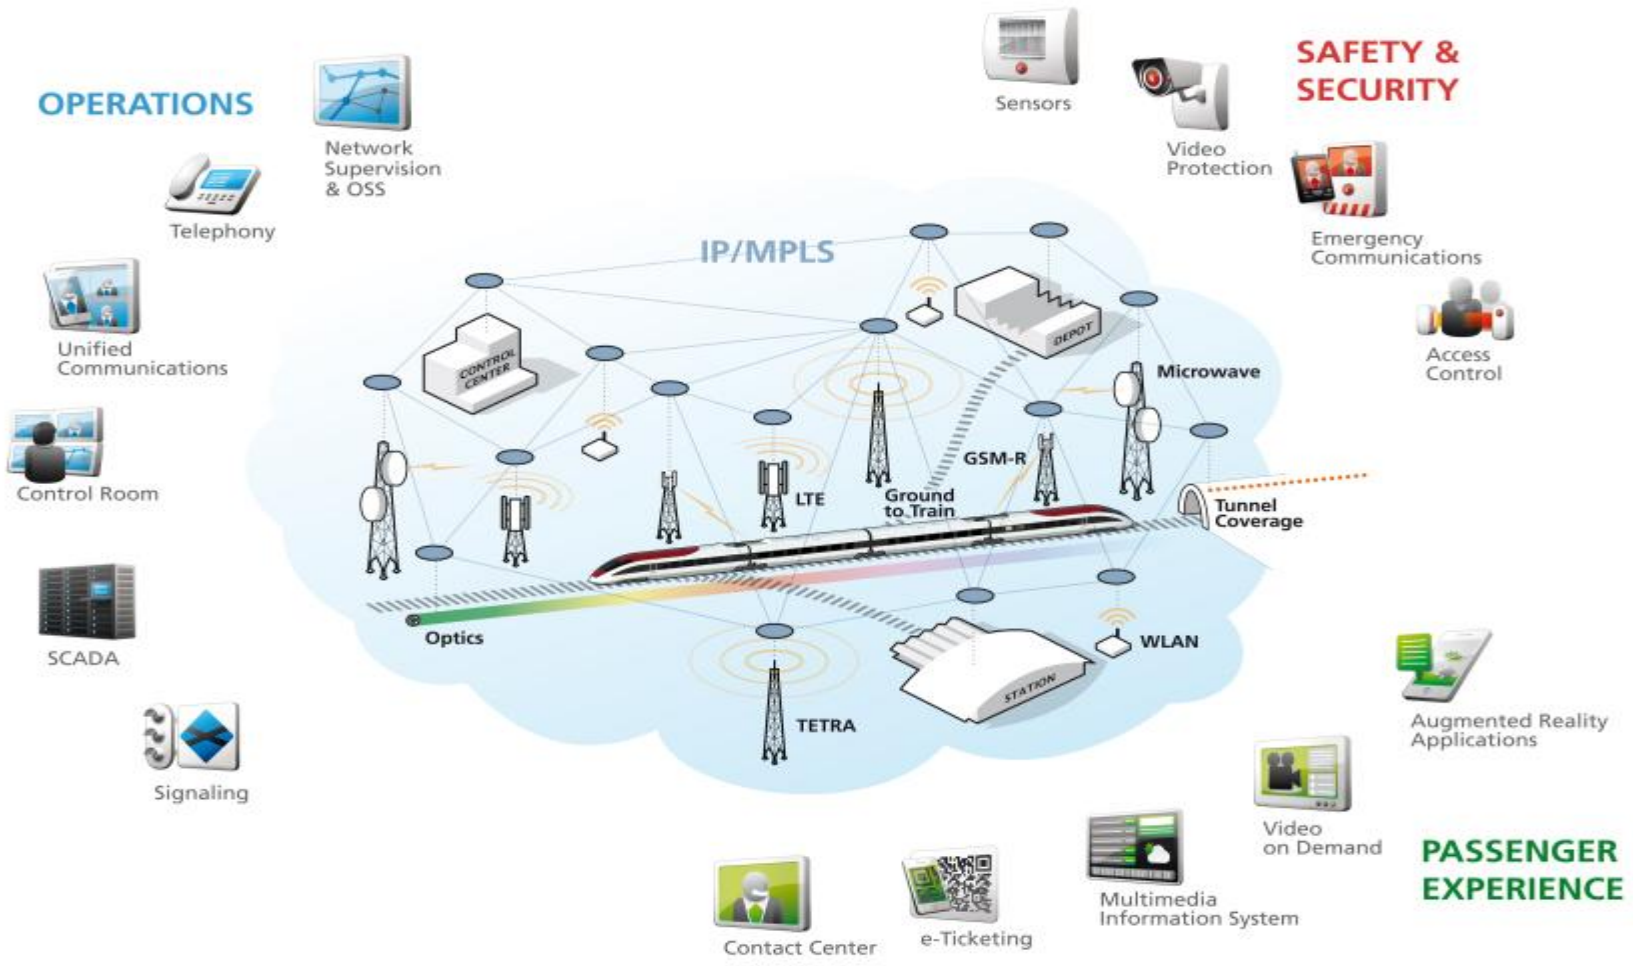 OPERATIONS
Network
Supervision
& OSS
Telephony
Unified
Communications
Control Room
SCADA
Signaling
Sensors
Video
Protection
SAFETY &
SECURITY
Emergency
Communications
Access
Control
IP/MPLS
CONTROL
CENTER
DEPOT
Microwave
GSM-R
LTE
Ground
to Train
Tunnel
Coverage
Optics
WLAN
STATION
TETRA
Augmented Reality
Applications
Video
on Demand
PASSENGER
EXPERIENCE
Multimedia
Information System
e-Ticketing
Contact Center